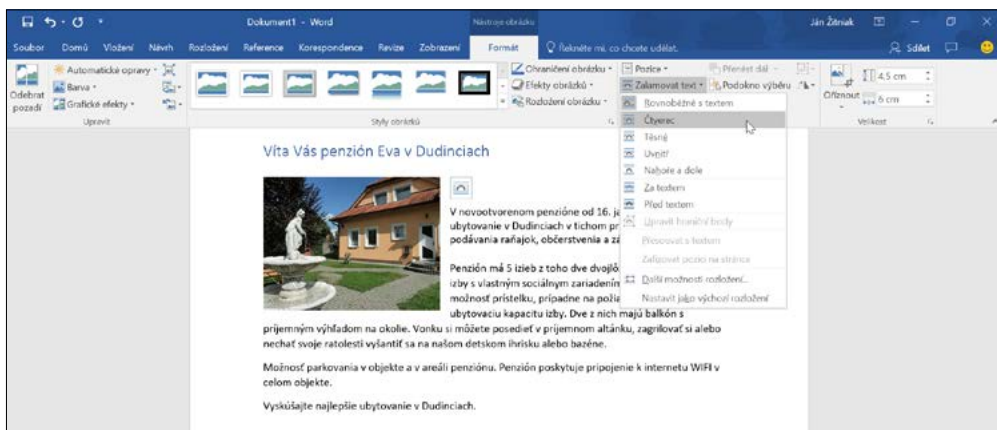 Dokument1 - Word
Nástroje obrázku
Ján Žitniak
Soubor Domů Vložení Návrh Rozložení Reference Korespondence Revize Zobrazení Formát Řekněte mi, co chcete udělat. Sdílet
Odebrat pozadí
Automatické opravy
Barva
Grafické efekty
Upravit
Styly obrázků
Ohraničení obrázku
Efekty obrázků
Rozložení obrázku
Pozice
Zalamovat text
Přenést dál
Podokno výběru
Oříznout
4,5 cm
6 cm
Velikost
Rovnoběžně s textem
Čtverec
Těsné
Uvnitř
Nahoře a dole
Za textem
Před textem
Upravit hraniční body
Přesouvat s textem
Zafixovat pozici na stránce
Další možnosti rozložení...
Nastavit jako výchozí rozložení
Víta Vás penzión Eva v Dudinciach
V novootvorenom penzióne od 16.
ubytovanie v Dudinciach v tichom
podávania raňajok, občerstvenia a
Penzión má 5 izieb z toho dve
izby s vlastným sociálnym zariadením
možnosť prístelku, prípadne na
ubytovaciu kapacitu izby. Dve z nich majú balkón s
príjemným výhľadom na okolie. Vonku si môžete posedieť v príjemnom altánku, zagrilovať si alebo
nechať svoje ratolesti vyšantiť sa na našom detskom ihrisku alebo bazéne.
Možnosť parkovania v objekte a v areáli penziónu. Penzión poskytuje pripojenie k internetu WIFI v
celom objekte.
Vyskúšajte najlepšie ubytovanie v Dudinciach.